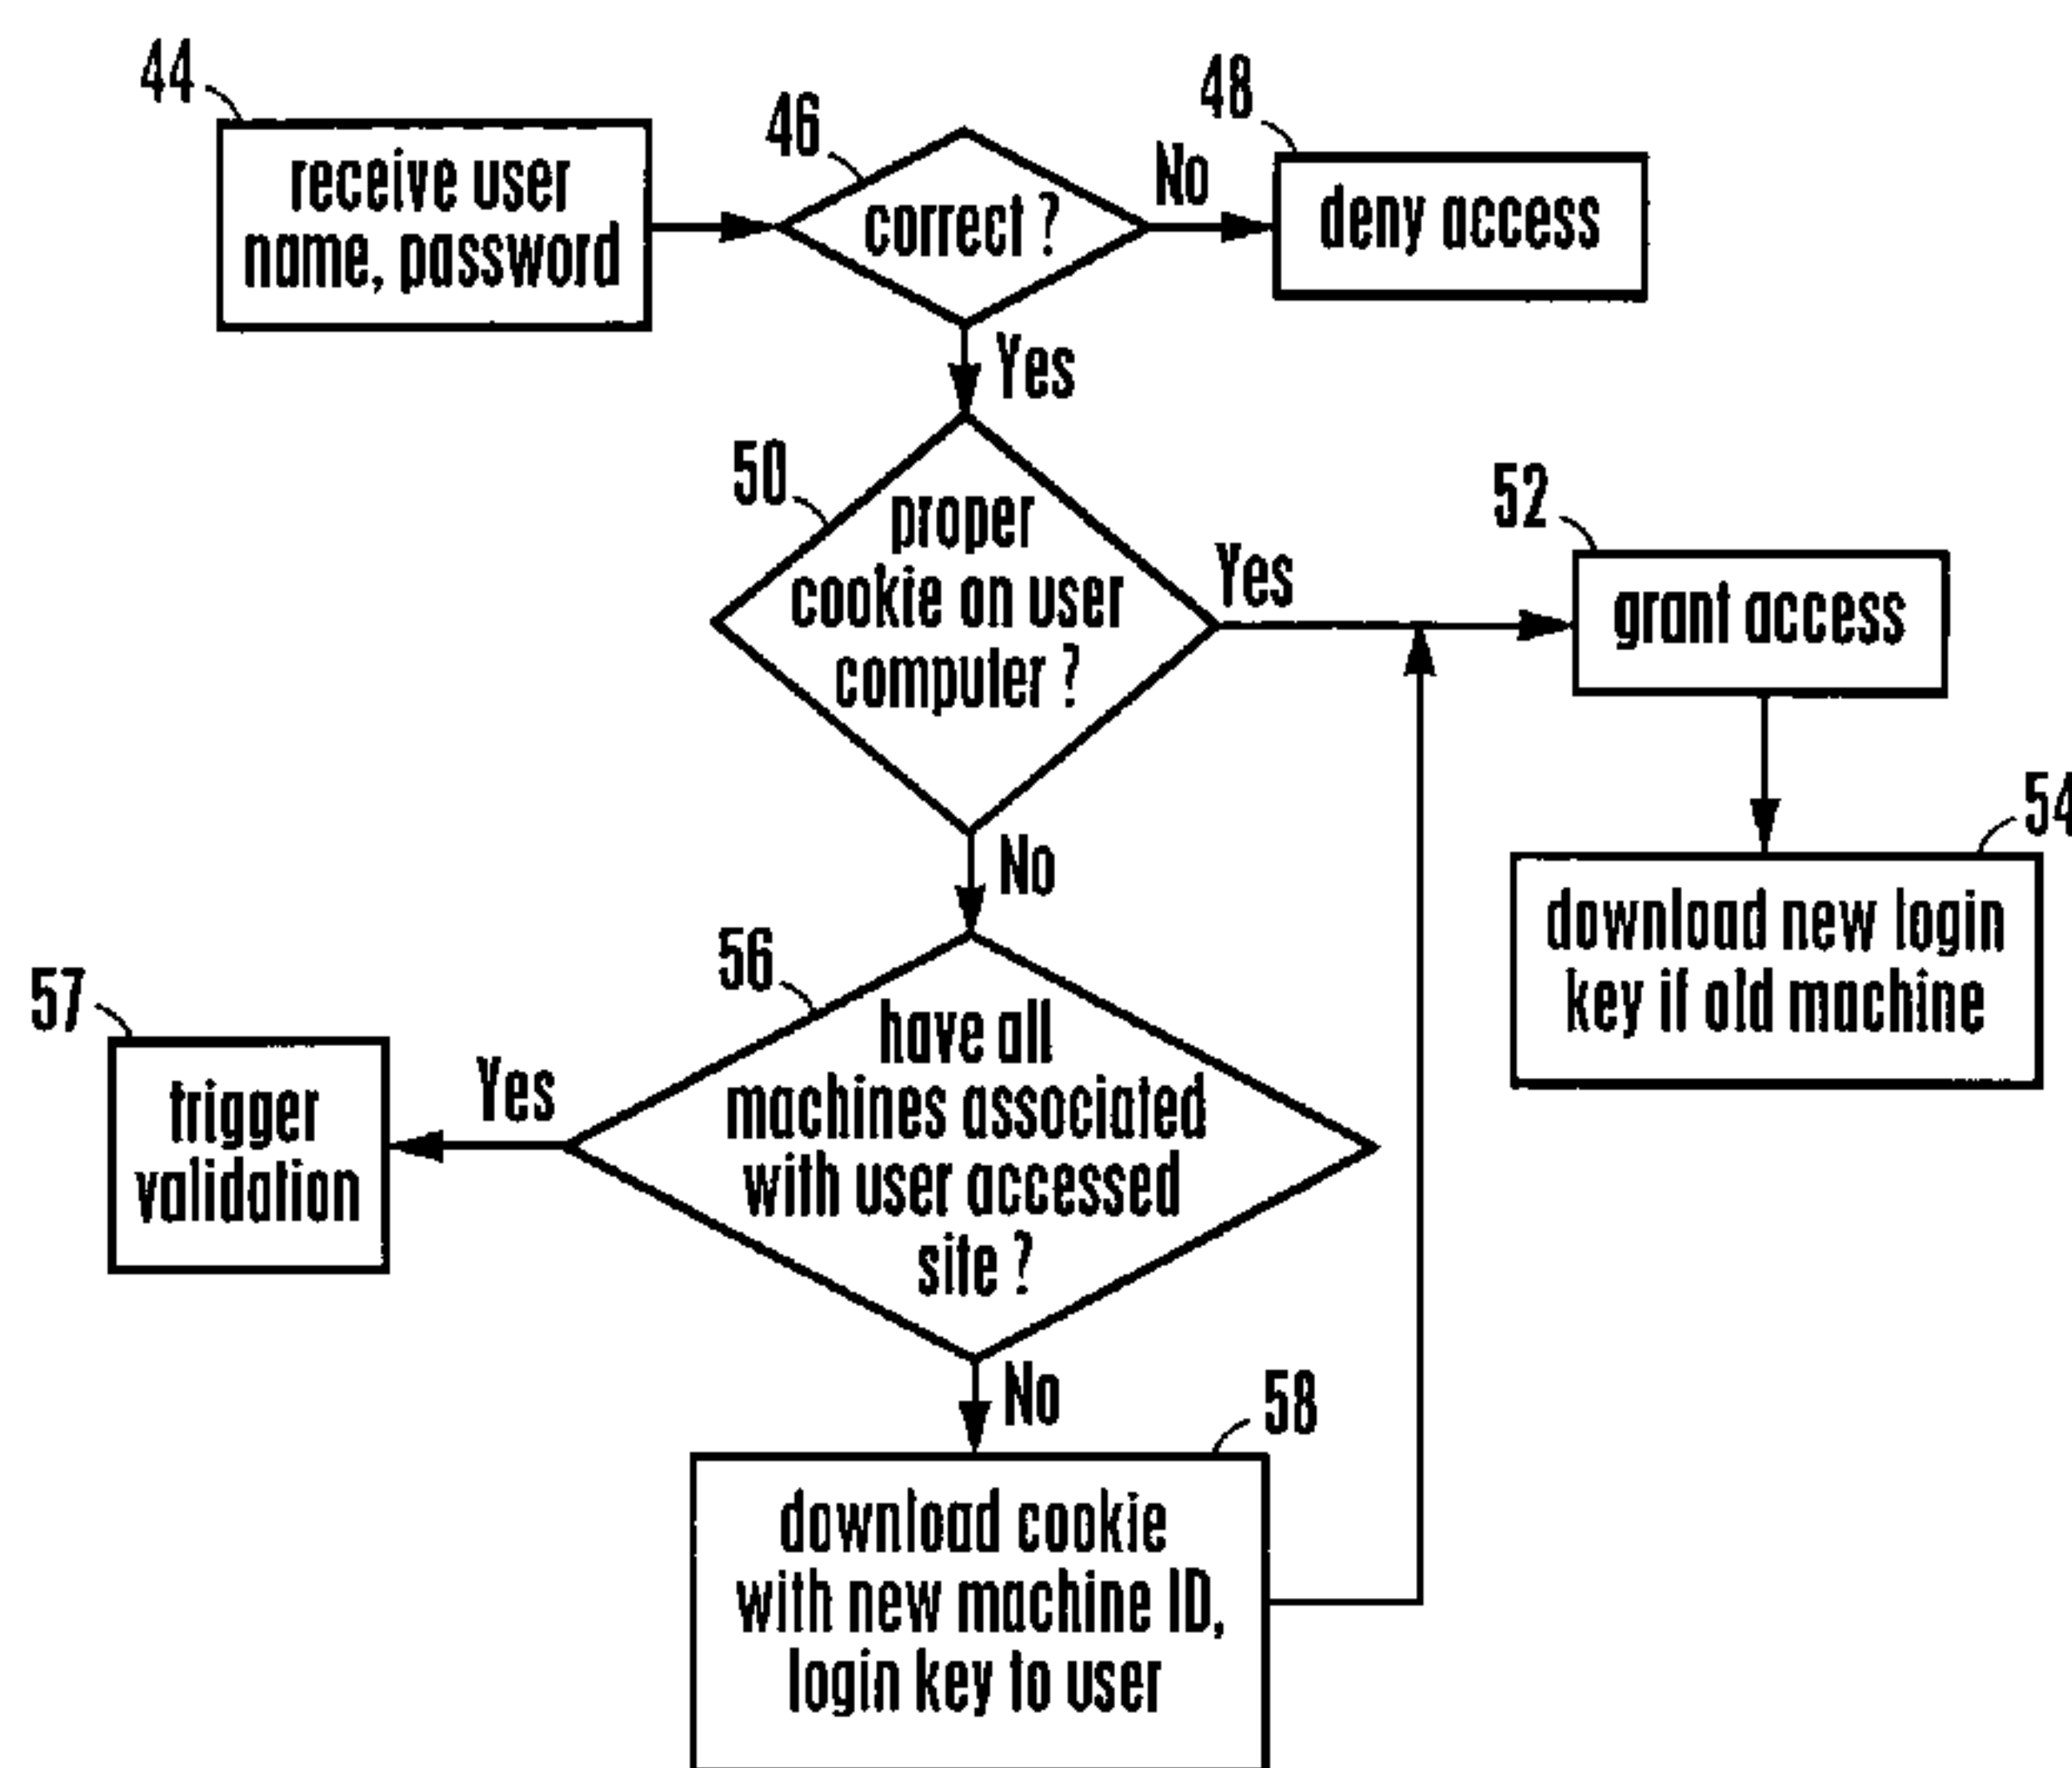 44
receive user
name, password
46
correct ?
No
48
deny access
Yes
50
proper
cookie on user
computer ?
Yes
52
grant access
54
download new login
key if old machine
No
56
have all
machines associated
with user accessed
site ?
Yes
57
trigger
validation
No
58
download cookie
with new machine ID,
login key to user